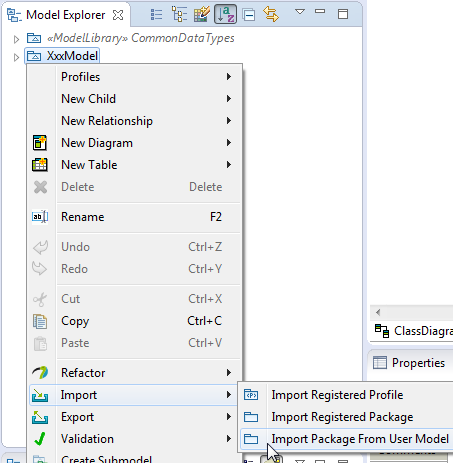 Model Explorer
«ModelLibrary» CommonDataTypes
XxxModel
Profiles
New Child
New Relationship
New Diagram
New Table
Delete Delete
Rename F2
Undo Ctrl+Z
Redo Ctrl+Y
Cut Ctrl+X
Copy Ctrl+C
Paste Ctrl+V
ClassDiagra
Properties
Refactor
Import
Import Registered Profile
Export
Import Registered Package
Validation
Import Package From User Model
Create Submodel